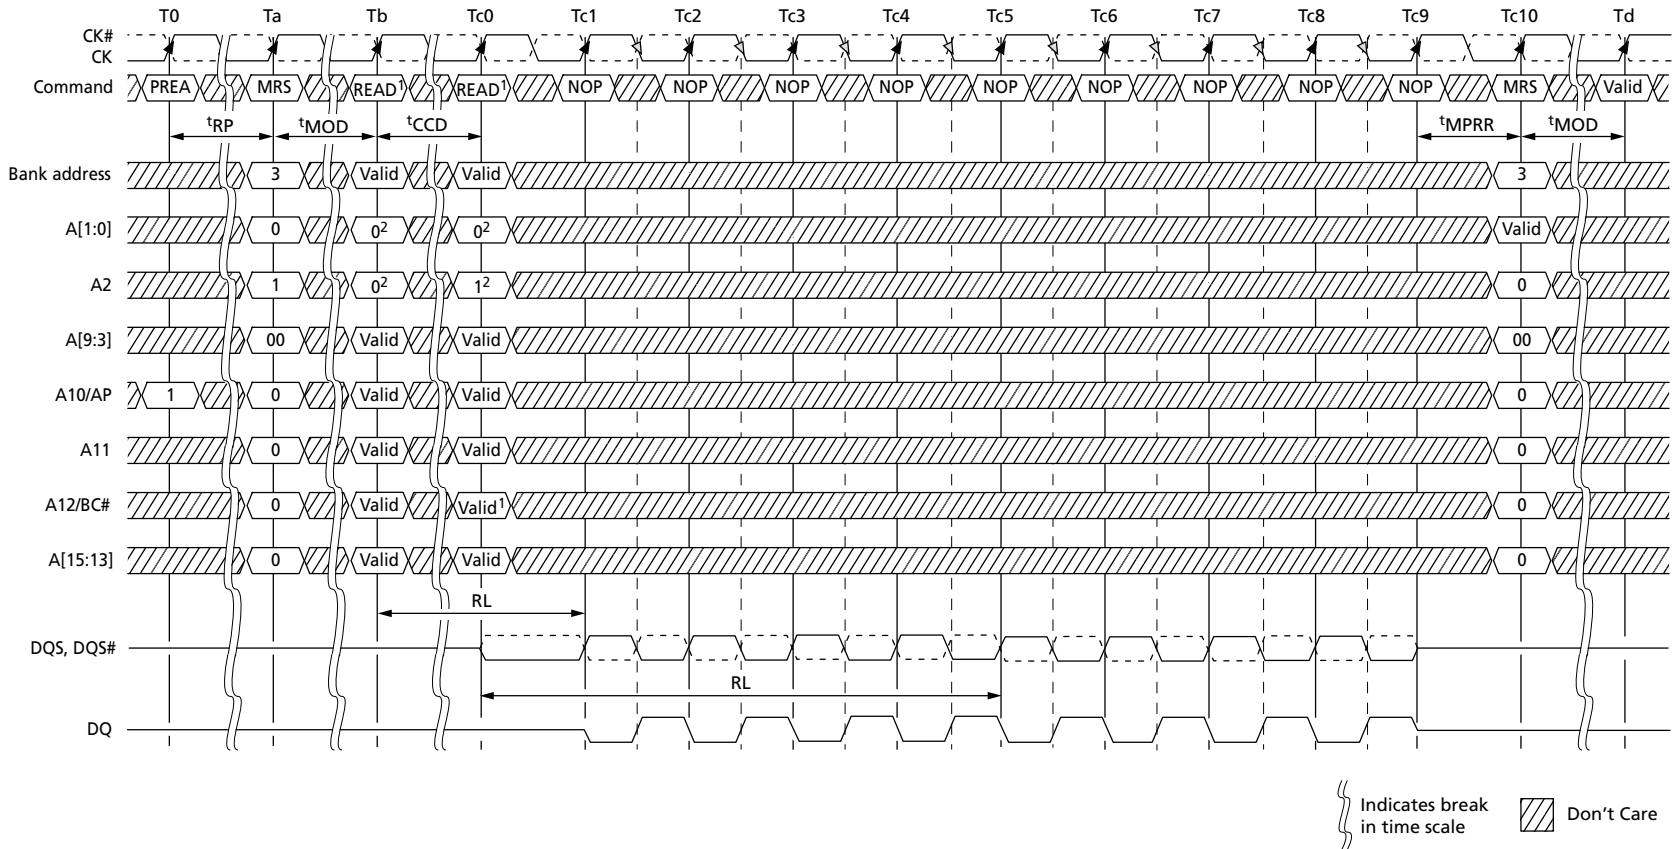 T0 Ta Tb Tc0 Tc1 Tc2 Tc3 Tc4 Tc5 Tc6 Tc7 Tc8 Tc9 Tc10 Td
CK#
CK
Command PREA MRS READ¹ READ¹ NOP NOP NOP NOP NOP NOP NOP NOP NOP MRS Valid
ᵗRP ᵗMOD ᵗCCD ᵗMPRR ᵗMOD
Bank address 3 Valid Valid 3
A[1:0] 0 0² 0² Valid
A2 1 0² 1² 0
A[9:3] 00 Valid Valid 00
A10/AP 1 0 Valid Valid 0
A11 0 Valid Valid 0
A12/BC# 0 Valid Valid¹ 0
A[15:13] 0 Valid Valid 0
RL
DQS, DQS#
RL
DQ
Indicates break
in time scale
Don't Care